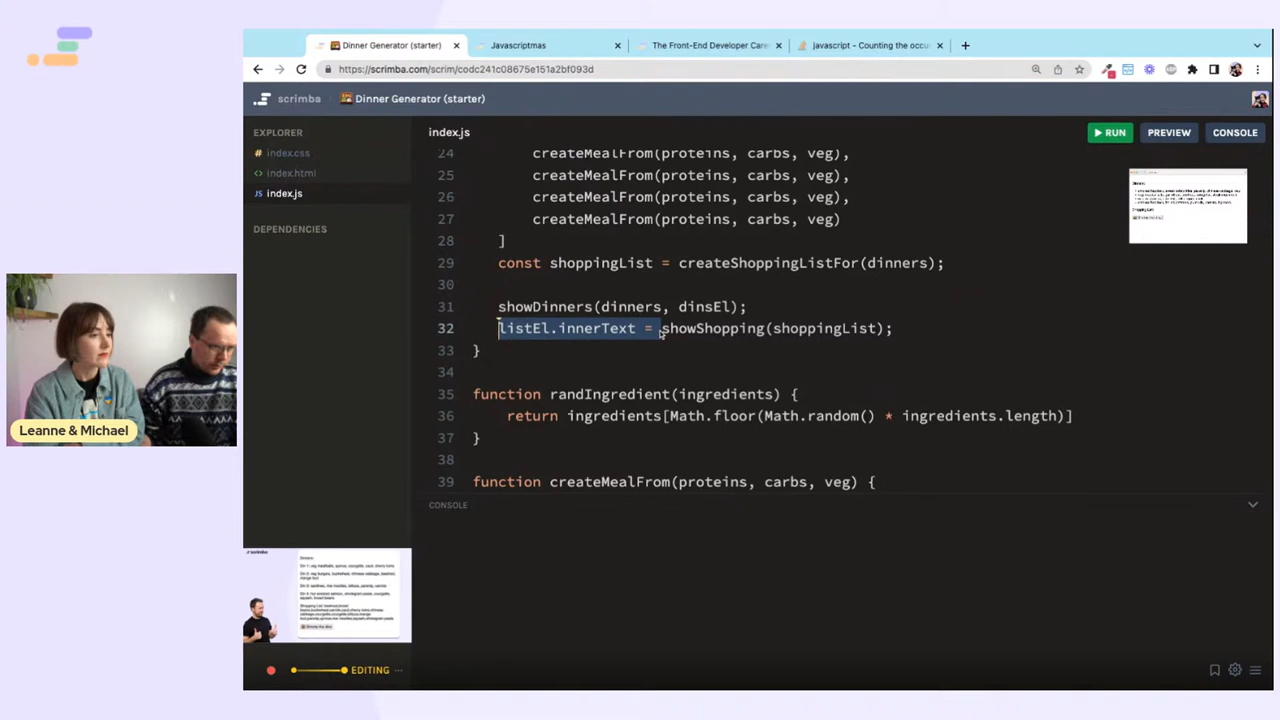 Dinner Generator (starter)
Javascriptmas
The Front-End Developer Care
javascript - Counting the occu
https://scrimba.com/scrim/codc241c08675e151a2bf093d
scrimba
Dinner Generator (starter)
EXPLORER
index.css
index.html
JS index.js
DEPENDENCIES
index.js
RUN
PREVIEW
CONSOLE
24 createMealFrom(proteins, carbs, veg),
25 createMealFrom(proteins, carbs, veg),
26 createMealFrom(proteins, carbs, veg),
27 createMealFrom(proteins, carbs, veg)
28 ]
29 const shoppingList = createShoppingListFor(dinners);
30
31 showDinners(dinners, dinsEl);
32 listEl.innerText = showShopping(shoppingList);
33 }
34
35 function randIngredient(ingredients) {
36 return ingredients[Math.floor(Math.random() * ingredients.length)]
37 }
38
39 function createMealFrom(proteins, carbs, veg) {
CONSOLE
Leanne & Michael
EDITING